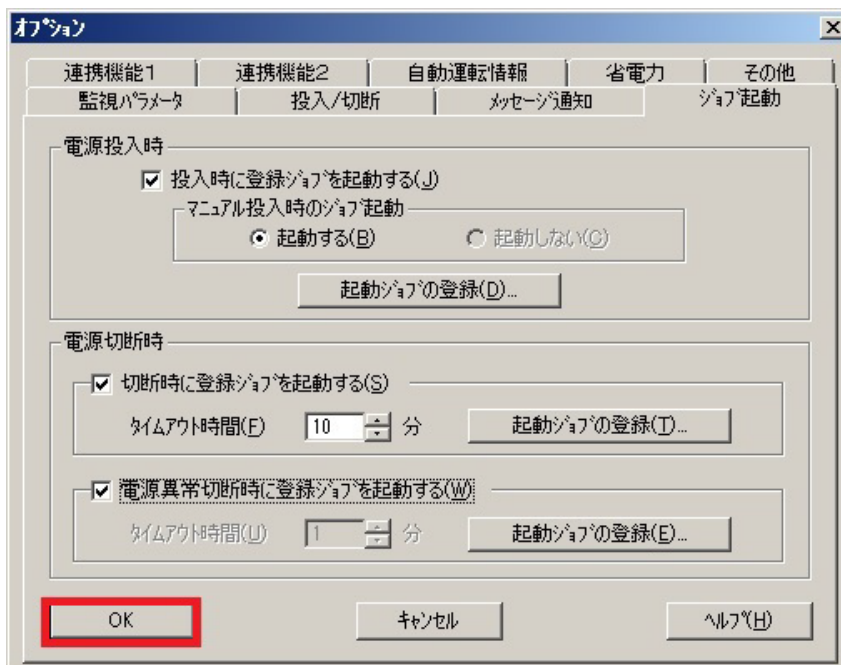 オプション
連携機能1 連携機能2 自動運転情報 省電力 その他
監視パラメータ 投入/切断 メッセージ通知 ジョブ起動
電源投入時
投入時に登録ジョブを起動する(J)
マニュアル投入時のジョブ起動
起動する(B) 起動しない(C)
起動ジョブの登録(D)...
電源切断時
切断時に登録ジョブを起動する(S)
タイムアウト時間(F) 10 分 起動ジョブの登録(T)...
電源異常切断時に登録ジョブを起動する(W)
タイムアウト時間(U) 1 分 起動ジョブの登録(E)...
OK キャンセル ヘルプ(H)